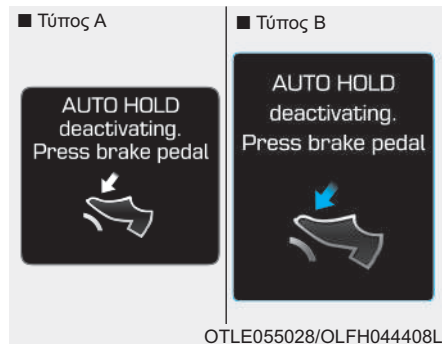 ■ Τύπος A
AUTO HOLD
deactivating.
Press brake pedal
■ Τύπος B
AUTO HOLD
deactivating.
Press brake pedal
OTLE055028/OLFH044408L